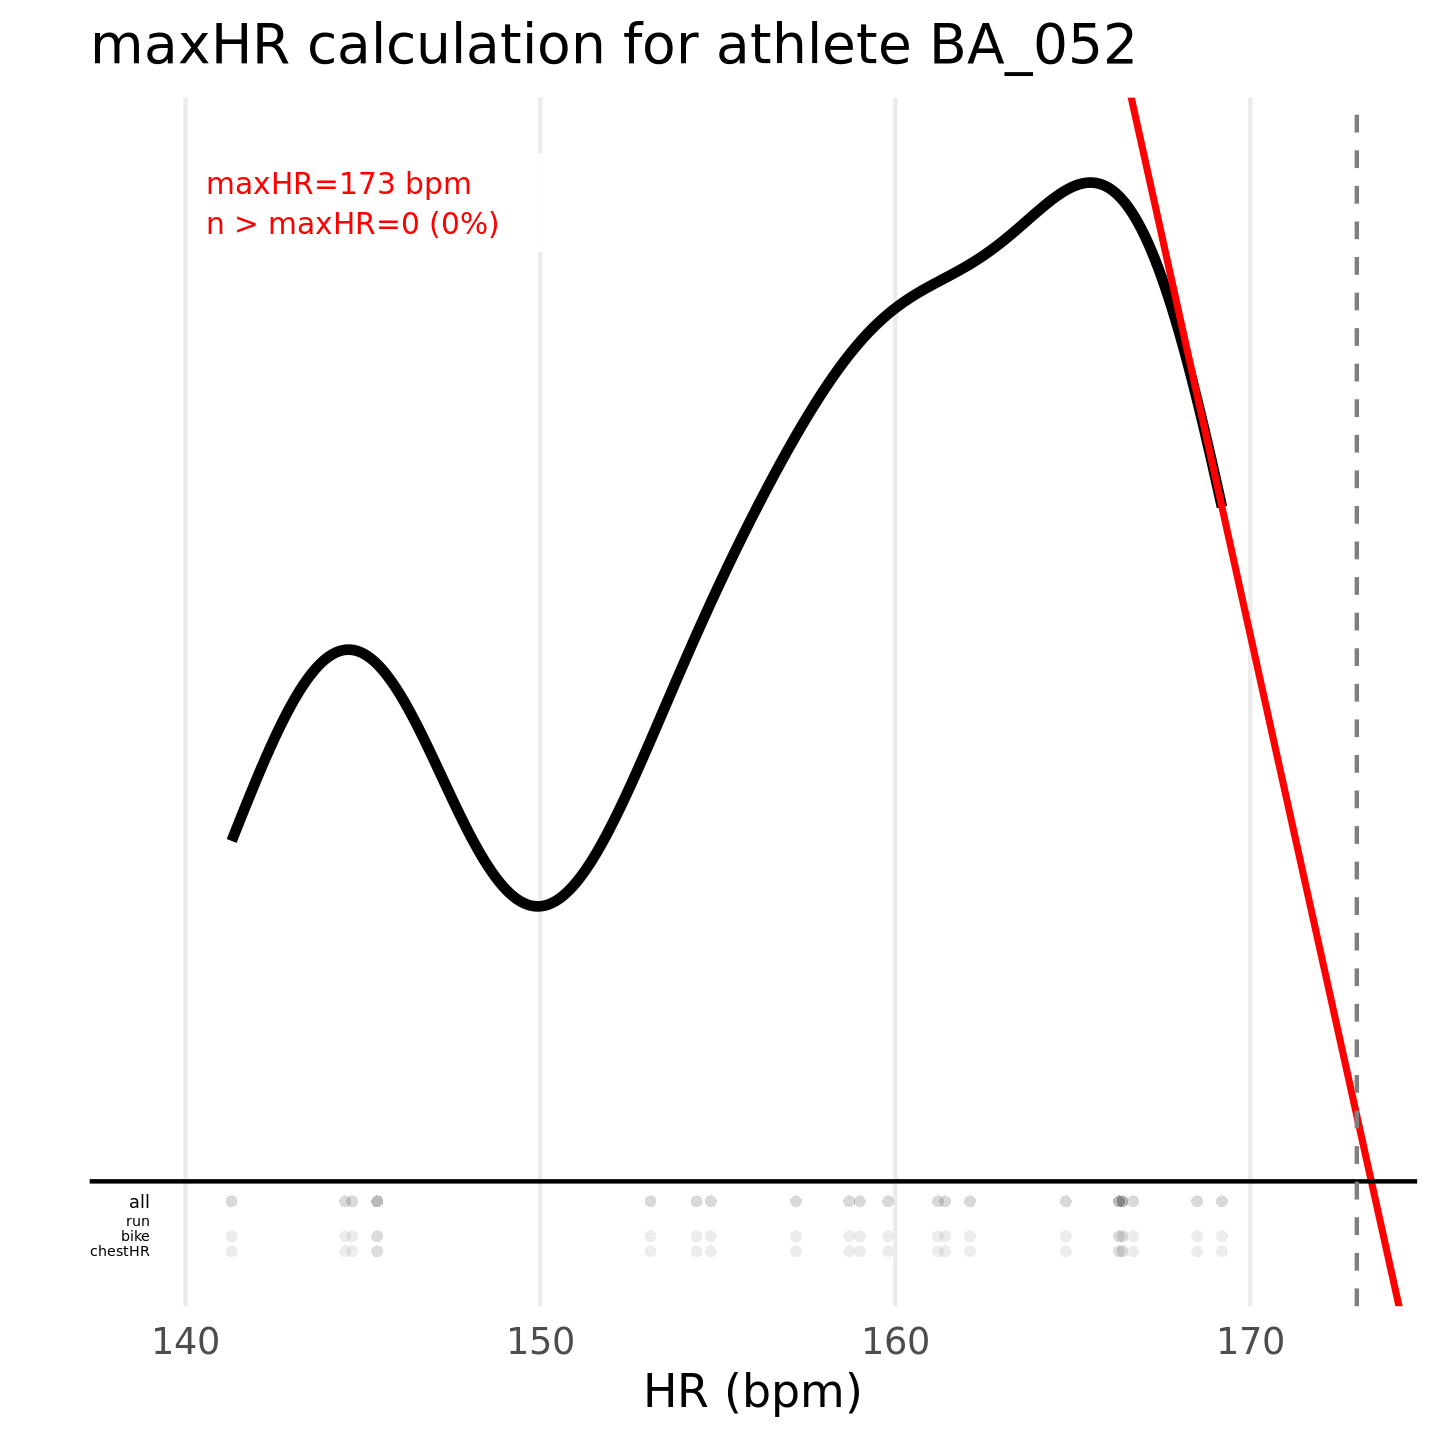 maxHR calculation for athlete BA_052
maxHR=173 bpm
n > maxHR=0 (0%)
all
run
bike
chestHR
140 150 160 170
HR (bpm)